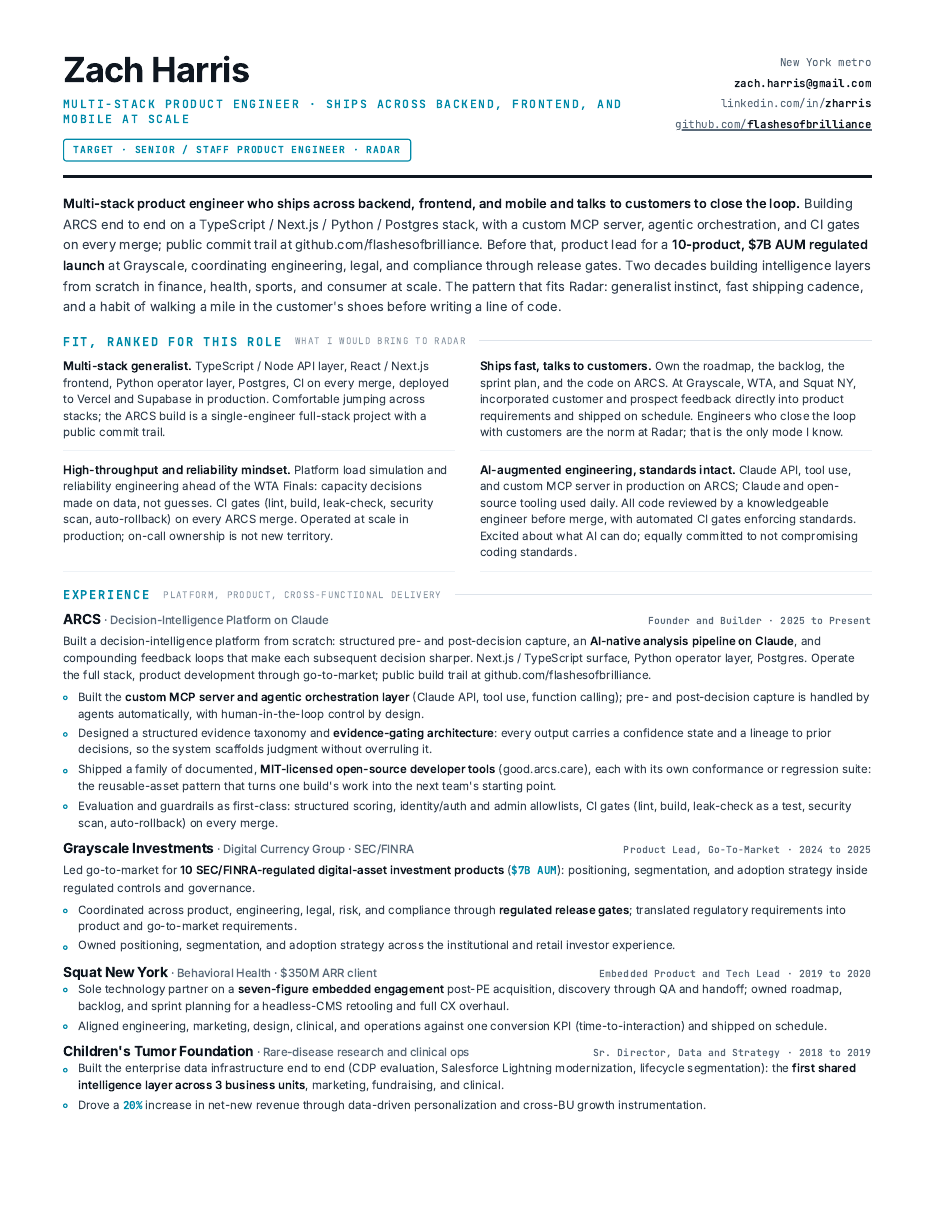 Zach Harris
MULTI-STACK PRODUCT ENGINEER · SHIPS ACROSS BACKEND, FRONTEND, AND
MOBILE AT SCALE
TARGET · SENIOR / STAFF PRODUCT ENGINEER · RADAR
New York metro
zach.harris@gmail.com
linkedin.com/in/zharris
github.com/flashesofbrilliance
Multi-stack product engineer who ships across backend, frontend, and mobile and talks to customers to close the loop. Building
ARCS end to end on a TypeScript / Next.js / Python / Postgres stack, with a custom MCP server, agentic orchestration, and CI gates
on every merge; public commit trail at github.com/flashesofbrilliance. Before that, product lead for a 10-product, $7B AUM regulated
launch at Grayscale, coordinating engineering, legal, and compliance through release gates. Two decades building intelligence layers
from scratch in finance, health, sports, and consumer at scale. The pattern that fits Radar: generalist instinct, fast shipping cadence,
and a habit of walking a mile in the customer's shoes before writing a line of code.
FIT, RANKED FOR THIS ROLE WHAT I WOULD BRING TO RADAR
Multi-stack generalist. TypeScript / Node API layer, React / Next.js
frontend, Python operator layer, Postgres, CI on every merge, deployed
to Vercel and Supabase in production. Comfortable jumping across
stacks; the ARCS build is a single-engineer full-stack project with a
public commit trail.
Ships fast, talks to customers. Own the roadmap, the backlog, the
sprint plan, and the code on ARCS. At Grayscale, WTA, and Squat NY,
incorporated customer and prospect feedback directly into product
requirements and shipped on schedule. Engineers who close the loop
with customers are the norm at Radar; that is the only mode I know.
High-throughput and reliability mindset. Platform load simulation and
reliability engineering ahead of the WTA Finals: capacity decisions
made on data, not guesses. CI gates (lint, build, leak-check, security
scan, auto-rollback) on every ARCS merge. Operated at scale in
production; on-call ownership is not new territory.
AI-augmented engineering, standards intact. Claude API, tool use,
and custom MCP server in production on ARCS; Claude and open-
source tooling used daily. All code reviewed by a knowledgeable
engineer before merge, with automated CI gates enforcing standards.
Excited about what AI can do; equally committed to not compromising
coding standards.
EXPERIENCE PLATFORM, PRODUCT, CROSS-FUNCTIONAL DELIVERY
ARCS · Decision-Intelligence Platform on Claude Founder and Builder · 2025 to Present
Built a decision-intelligence platform from scratch: structured pre- and post-decision capture, an AI-native analysis pipeline on Claude, and
compounding feedback loops that make each subsequent decision sharper. Next.js / TypeScript surface, Python operator layer, Postgres. Operate
the full stack, product development through go-to-market; public build trail at github.com/flashesofbrilliance.
Built the custom MCP server and agentic orchestration layer (Claude API, tool use, function calling); pre- and post-decision capture is handled by
agents automatically, with human-in-the-loop control by design.
Designed a structured evidence taxonomy and evidence-gating architecture: every output carries a confidence state and a lineage to prior
decisions, so the system scaffolds judgment without overruling it.
Shipped a family of documented, MIT-licensed open-source developer tools (good.arcs.care), each with its own conformance or regression suite:
the reusable-asset pattern that turns one build's work into the next team's starting point.
Evaluation and guardrails as first-class: structured scoring, identity/auth and admin allowlists, CI gates (lint, build, leak-check as a test, security
scan, auto-rollback) on every merge.
Grayscale Investments · Digital Currency Group · SEC/FINRA Product Lead, Go-To-Market · 2024 to 2025
Led go-to-market for 10 SEC/FINRA-regulated digital-asset investment products ($7B AUM): positioning, segmentation, and adoption strategy inside
regulated controls and governance.
Coordinated across product, engineering, legal, risk, and compliance through regulated release gates; translated regulatory requirements into
product and go-to-market requirements.
Owned positioning, segmentation, and adoption strategy across the institutional and retail investor experience.
Squat New York · Behavioral Health · $350M ARR client Embedded Product and Tech Lead · 2019 to 2020
Sole technology partner on a seven-figure embedded engagement post-PE acquisition, discovery through QA and handoff; owned roadmap,
backlog, and sprint planning for a headless-CMS retooling and full CX overhaul.
Aligned engineering, marketing, design, clinical, and operations against one conversion KPI (time-to-interaction) and shipped on schedule.
Children's Tumor Foundation · Rare-disease research and clinical ops Sr. Director, Data and Strategy · 2018 to 2019
Built the enterprise data infrastructure end to end (CDP evaluation, Salesforce Lightning modernization, lifecycle segmentation): the first shared
intelligence layer across 3 business units, marketing, fundraising, and clinical.
Drove a 20% increase in net-new revenue through data-driven personalization and cross-BU growth instrumentation.